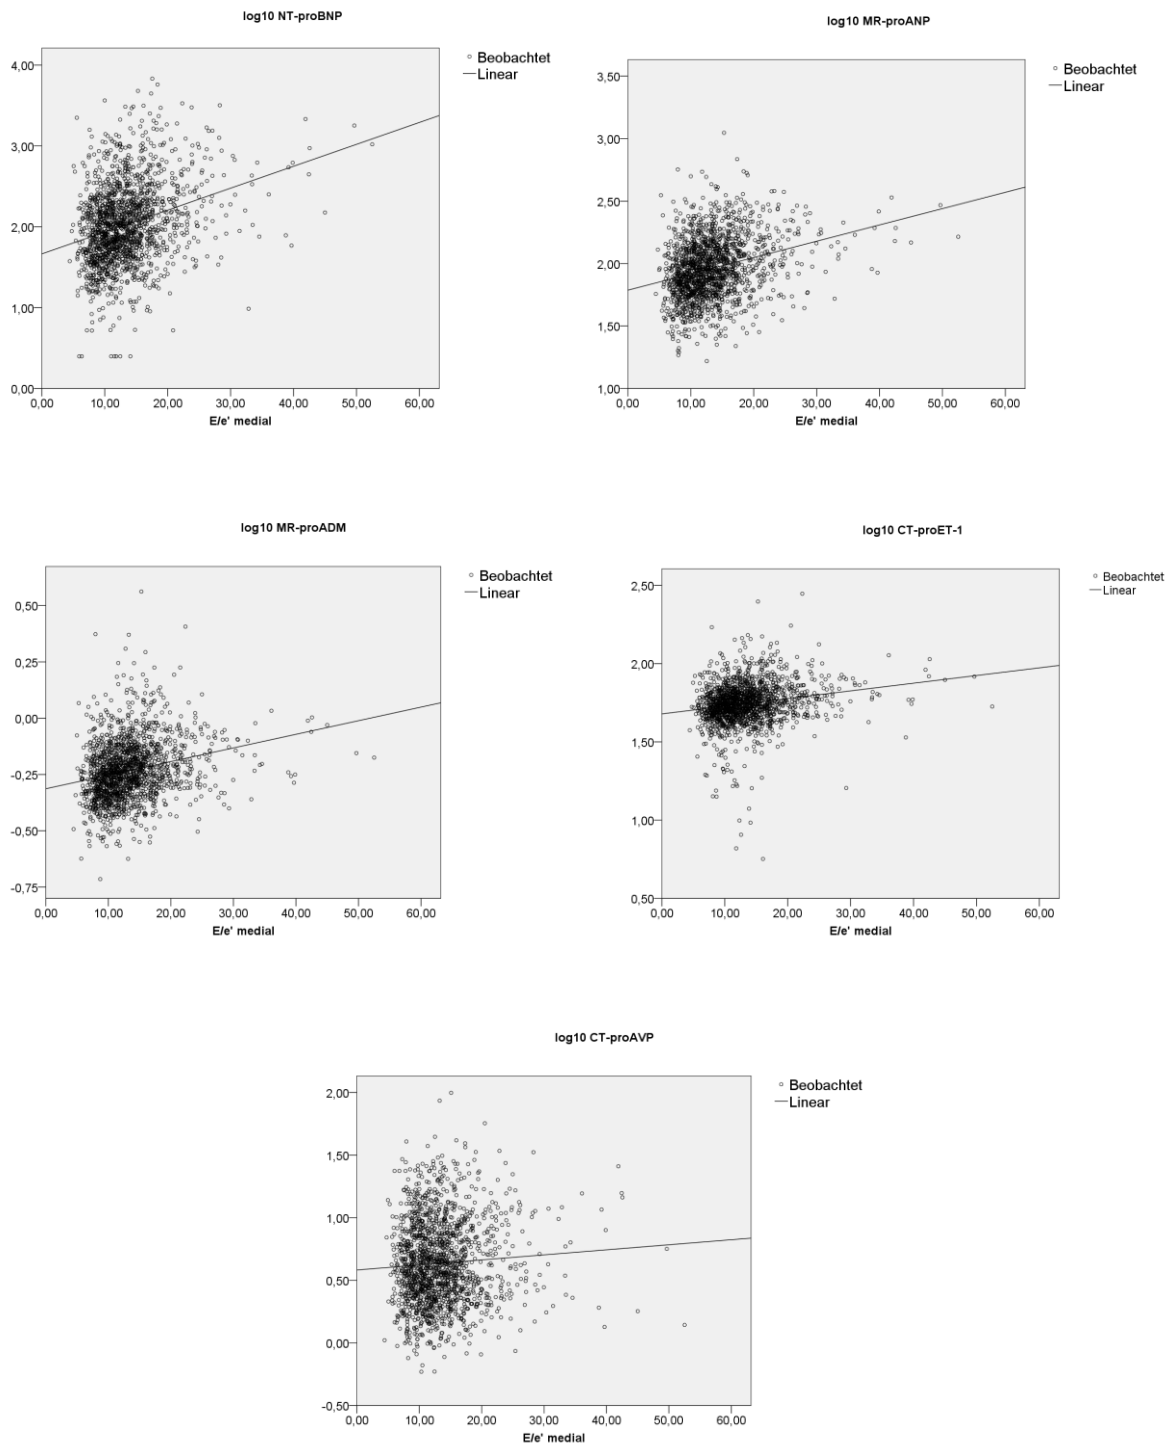 log10 NT-proBNP
Beobachtet
Linear
4,00
3,00
2,00
1,00
0,00
0,00 10,00 20,00 30,00 40,00 50,00 60,00
E/e' medial
log10 MR-proANP
Beobachtet
Linear
3,50
3,00
2,50
2,00
1,50
1,00
0,00 10,00 20,00 30,00 40,00 50,00 60,00
E/e' medial
log10 MR-proADM
Beobachtet
Linear
0,50
0,25
0,00
-0,25
-0,50
-0,75
0,00 10,00 20,00 30,00 40,00 50,00 60,00
E/e' medial
log10 CT-proET-1
Beobachtet
Linear
2,50
2,00
1,50
1,00
0,50
0,00 10,00 20,00 30,00 40,00 50,00 60,00
E/e' medial
log10 CT-proAVP
Beobachtet
Linear
2,00
1,50
1,00
0,50
0,00
-0,50
0,00 10,00 20,00 30,00 40,00 50,00 60,00
E/e' medial